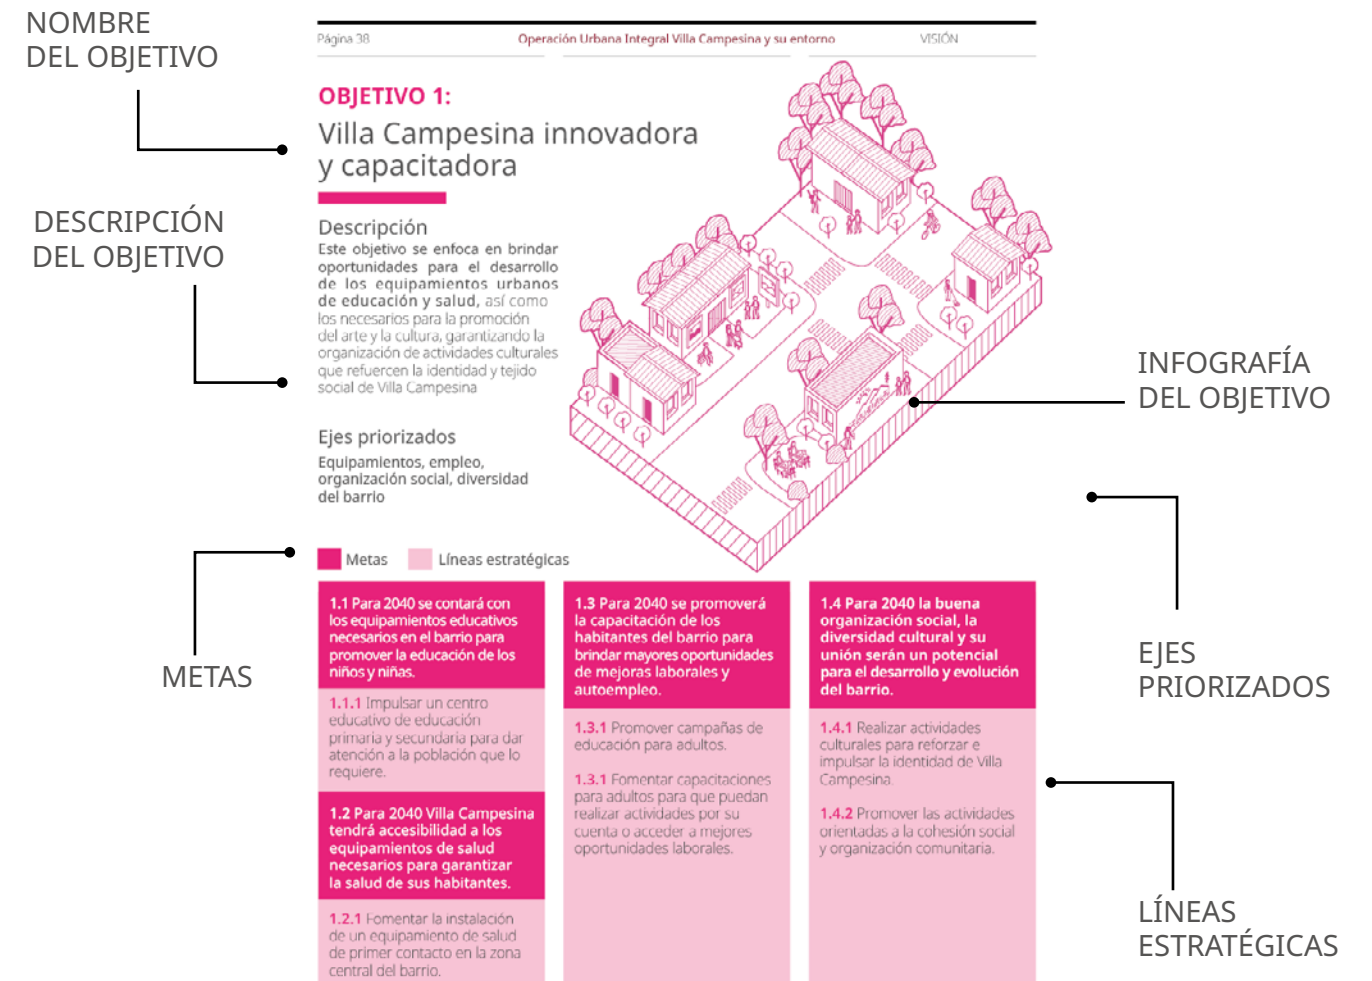 NOMBRE
DEL OBJETIVO
Página 38
Operación Urbana Integral Villa Campesina y su entorno
VISIÓN
OBJETIVO 1:
Villa Campesina innovadora
y capacitadora
DESCRIPCIÓN
DEL OBJETIVO
Descripción
Este objetivo se enfoca en brindar
oportunidades para el desarrollo
de los equipamientos urbanos
de educación y salud, así como
los necesarios para la promoción
del arte y la cultura, garantizando la
organización de actividades culturales
que refuercen la identidad y tejido
social de Villa Campesina
INFOGRAFÍA
DEL OBJETIVO
Ejes priorizados
Equipamientos, empleo,
organización social, diversidad
del barrio
EJES
PRIORIZADOS
METAS
Metas
Líneas estratégicas
1.1 Para 2040 se contará con
los equipamientos educativos
necesarios en el barrio para
promover la educación de los
niños y niñas.
1.1.1 Impulsar un centro
educativo de educación
primaria y secundaria para dar
atención a la población que lo
requiere.
1.2 Para 2040 Villa Campesina
tendrá accesibilidad a los
equipamientos de salud
necesarios para garantizar
la salud de sus habitantes.
1.2.1 Fomentar la instalación
de un equipamiento de salud
de primer contacto en la zona
central del barrio.
1.3 Para 2040 se promoverá
la capacitación de los
habitantes del barrio para
brindar mayores oportunidades
de mejoras laborales y
autoempleo.
1.3.1 Promover campañas de
educación para adultos.
1.3.1 Fomentar capacitaciones
para adultos para que puedan
realizar actividades por su
cuenta o acceder a mejores
oportunidades laborales.
1.4 Para 2040 la buena
organización social, la
diversidad cultural y su
unión serán un potencial
para el desarrollo y evolución
del barrio.
1.4.1 Realizar actividades
culturales para reforzar e
impulsar la identidad de Villa
Campesina.
1.4.2 Promover las actividades
orientadas a la cohesión social
y organización comunitaria.
LÍNEAS
ESTRATÉGICAS